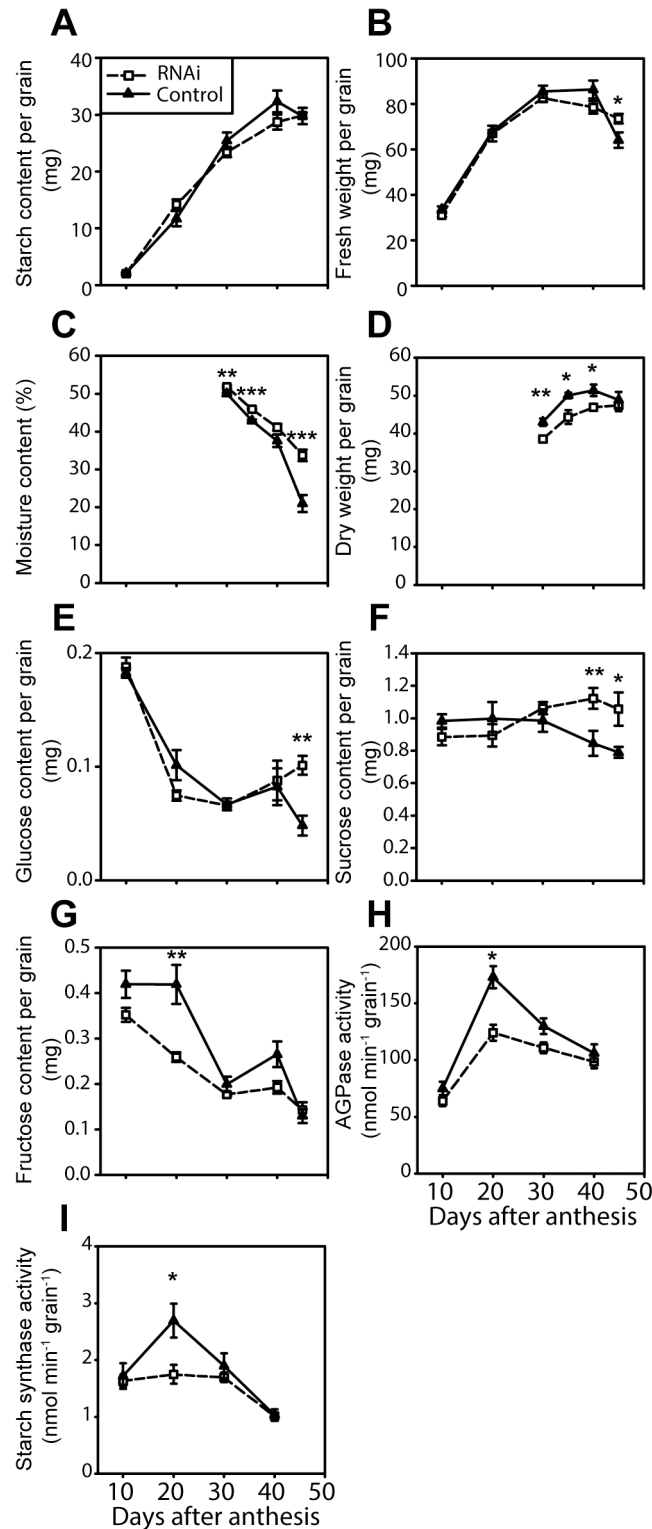 A
B
RNAi
Control
Starch content per grain
(mg)
40
30
20
10
0
Fresh weight per grain
(mg)
100
80
60
40
20
0
*
C
D
Moisture content (%)
60
50
40
30
20
10
0
**
***
***
Dry weight per grain
(mg)
60
50
40
30
20
10
0
**
*
*
E
F
Glucose content per grain
(mg)
0.2
0.1
0.0
**
Sucrose content per grain
(mg)
1.4
1.2
1.0
0.8
0.6
0.4
0.2
0.0
**
*
G
H
Fructose content per grain
(mg)
0.5
0.4
0.3
0.2
0.1
0.0
**
AGPase activity
(nmol min⁻¹ grain⁻¹)
200
150
100
50
0
*
10 20 30 40 50
Days after anthesis
I
Starch synthase activity
(nmol min⁻¹ grain⁻¹)
4
3
2
1
0
*
10 20 30 40 50
Days after anthesis